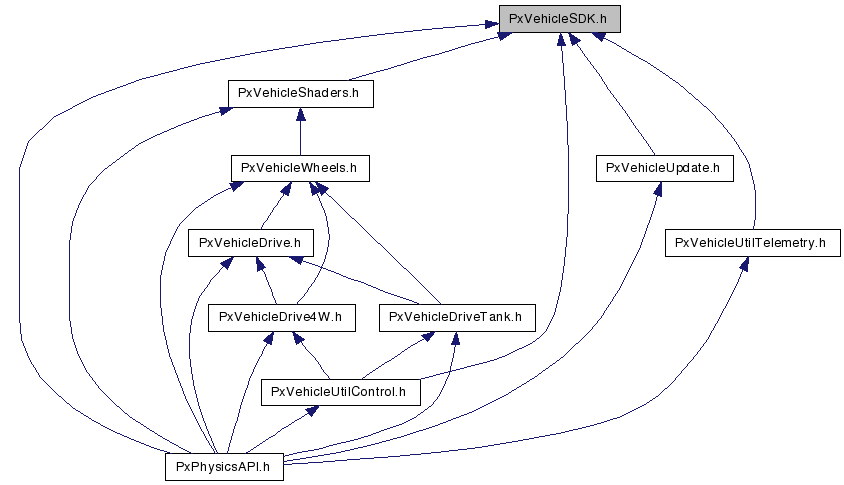 PxVehicleSDK.h
PxVehicleShaders.h
PxVehicleWheels.h
PxVehicleUpdate.h
PxVehicleDrive.h
PxVehicleUtilTelemetry.h
PxVehicleDrive4W.h
PxVehicleDriveTank.h
PxVehicleUtilControl.h
PxPhysicsAPI.h